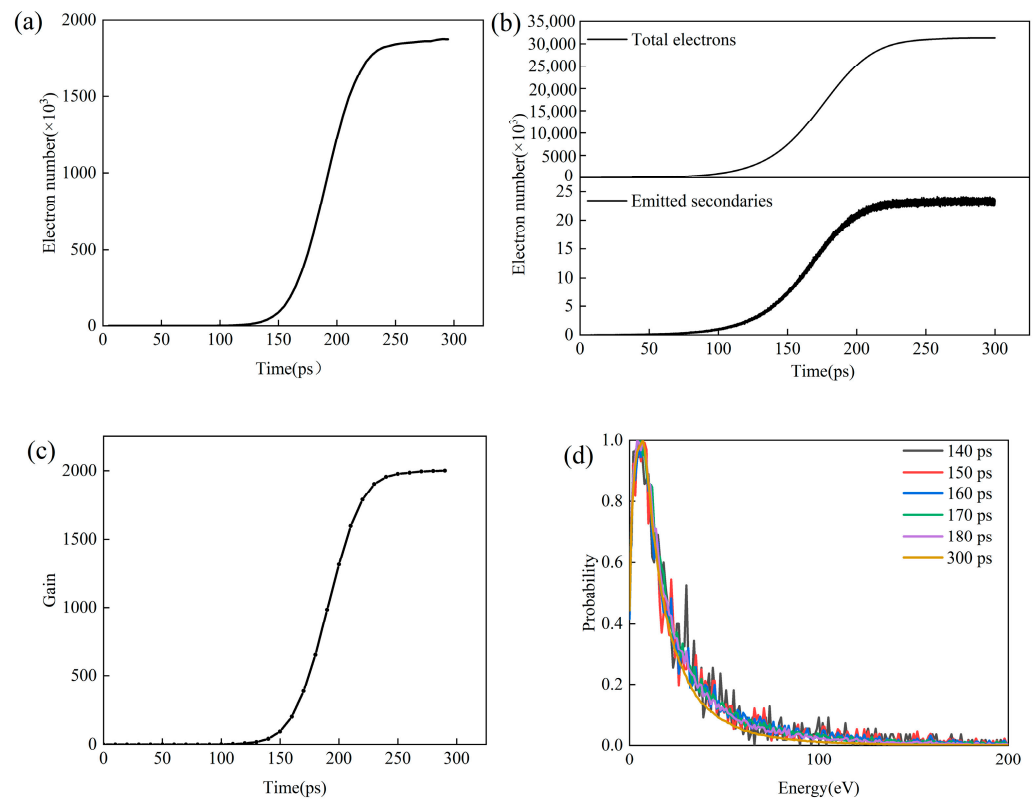 (a)
2000
1500
1000
500
0
Electron number(×10³)
0 50 100 150 200 250 300
Time(ps）
(b)
35,000
30,000
25,000
20,000
15,000
10,000
5000
0
Total electrons
25
20
15
10
5
0
Emitted secondaries
Electron number(×10³)
0 50 100 150 200 250 300
Time(ps)
(c)
2000
1500
1000
500
0
Gain
0 50 100 150 200 250 300
Time(ps)
(d)
1.0
0.8
0.6
0.4
0.2
0.0
Probability
140 ps
150 ps
160 ps
170 ps
180 ps
300 ps
0 100 200
Energy(eV)